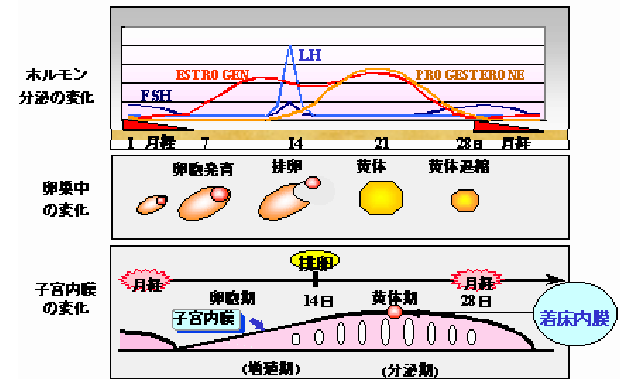 ホルモン
分泌の変化
ESTROGEN
LH
PROGESTERONE
FSH
1 月経 7 14 21 28日 月経
卵巣中
の変化
卵胞発育 排卵 黄体 黄体退縮
子宮内膜
の変化
排卵
月経 月経
卵胞期 14日 黄体期 28日
子宮内膜
着床内膜
(増殖期) (分泌期)